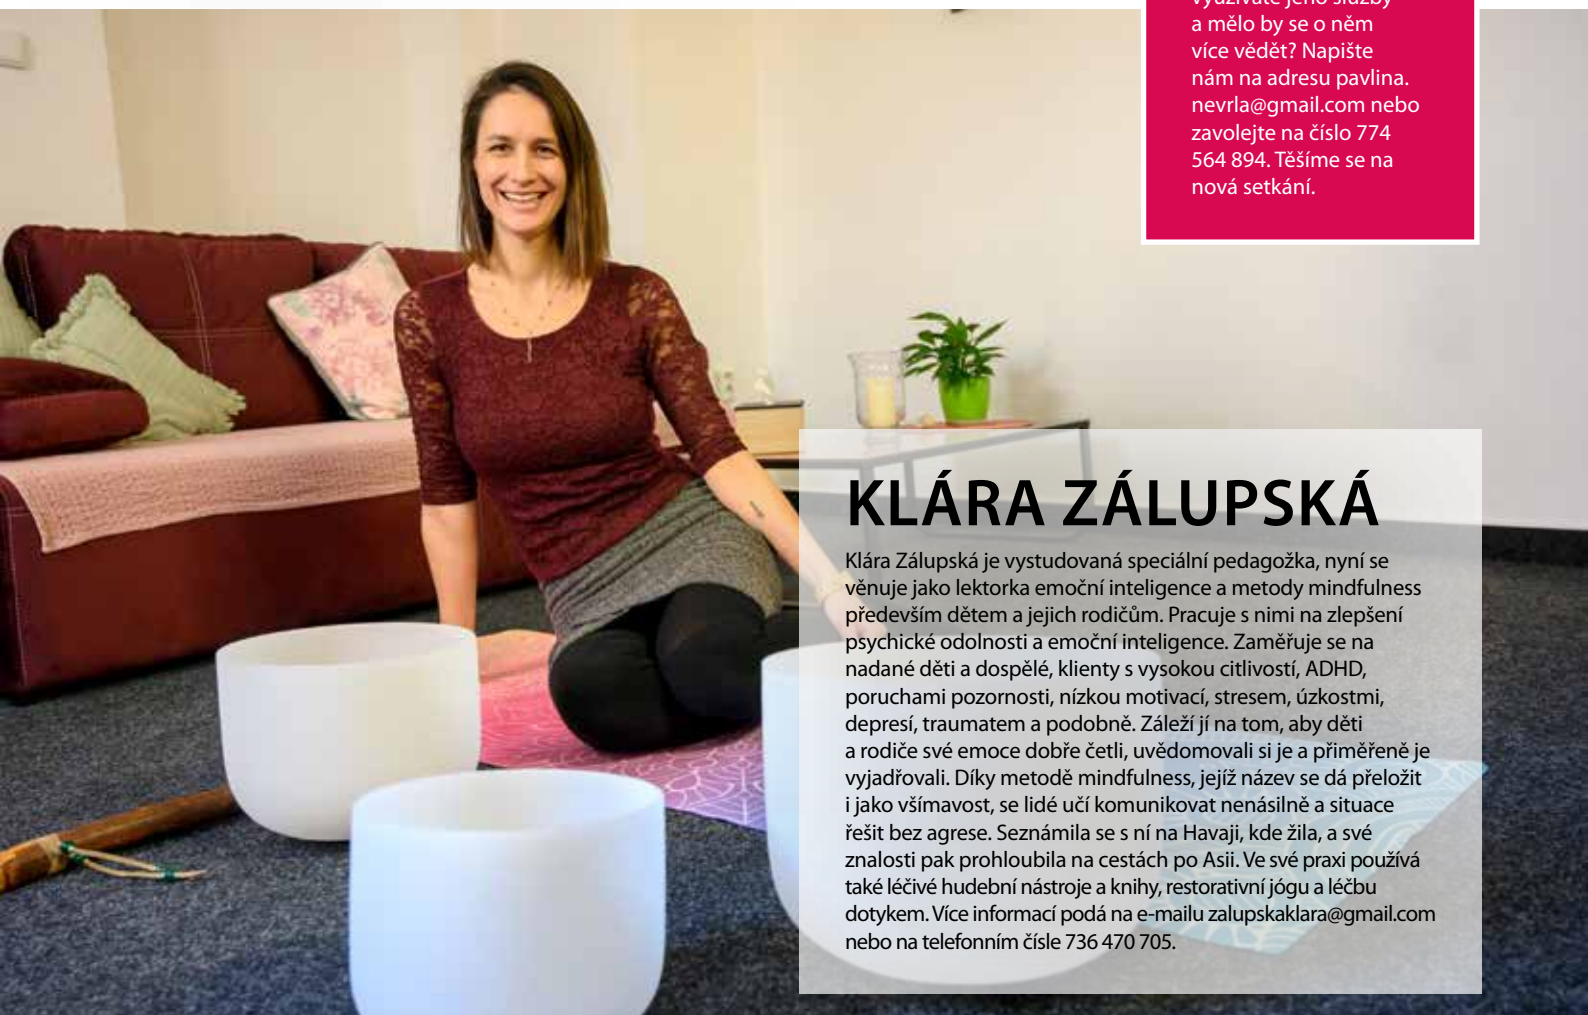 využíváte jeho služby
a mělo by se o něm
více vědět? Napište
nám na adresu pavlina.
nevrla@gmail.com nebo
zavolejte na číslo 774
564 894. Těšíme se na
nová setkání.
KLÁRA ZÁLUPSKÁ
Klára Zálupská je vystudovaná speciální pedagožka, nyní se
věnuje jako lektorka emoční inteligence a metody mindfulness
především dětem a jejich rodičům. Pracuje s nimi na zlepšení
psychické odolnosti a emoční inteligence. Zaměřuje se na
nadané děti a dospělé, klienty s vysokou citlivostí, ADHD,
poruchami pozornosti, nízkou motivací, stresem, úzkostmi,
depresí, traumatem a podobně. Záleží jí na tom, aby děti
a rodiče své emoce dobře četli, uvědomovali si je a přiměřeně je
vyjadřovali. Díky metodě mindfulness, jejíž název se dá přeložit
i jako všímavost, se lidé učí komunikovat nenásilně a situace
řešit bez agrese. Seznámila se s ní na Havaji, kde žila, a své
znalosti pak prohloubila na cestách po Asii. Ve své praxi používá
také léčivé hudební nástroje a knihy, restorativní jógu a léčbu
dotykem. Více informací podá na e-mailu zalupskaklara@gmail.com
nebo na telefonním čísle 736 470 705.